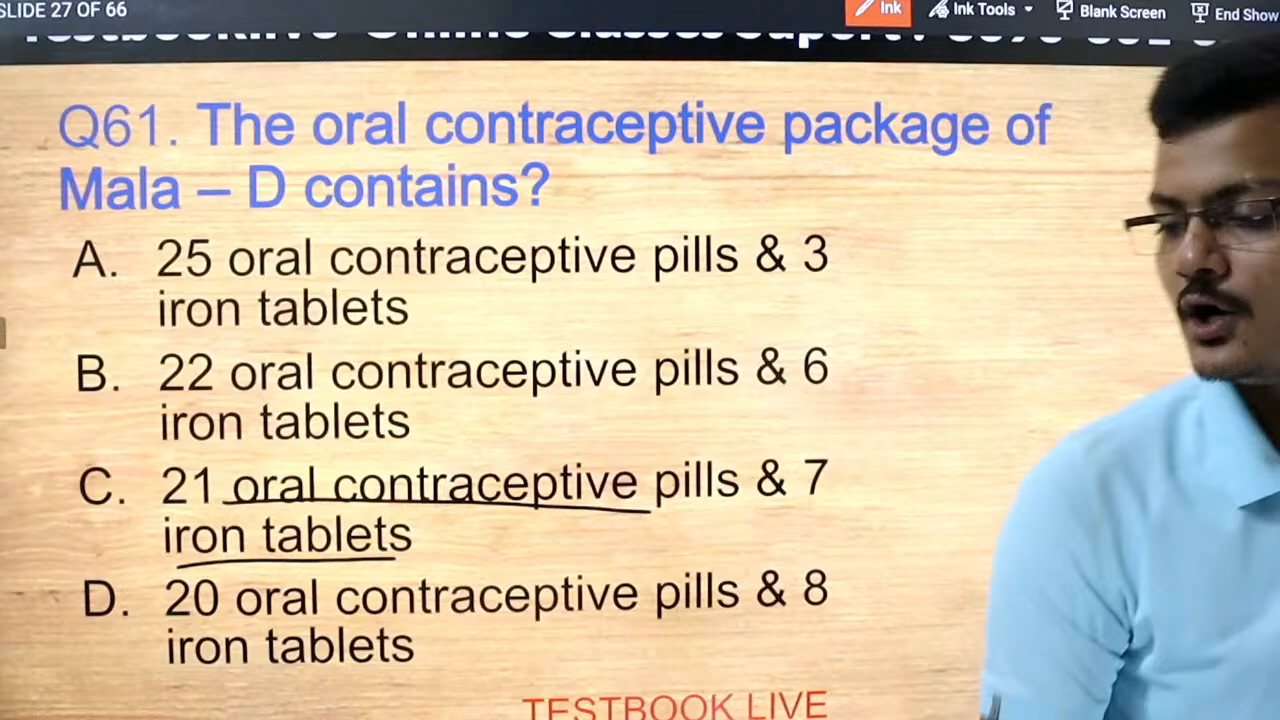 SLIDE 27 OF 66
Ink
Ink Tools
Blank Screen
End Show
Q61. The oral contraceptive package of
Mala – D contains?
A. 25 oral contraceptive pills & 3
iron tablets
B. 22 oral contraceptive pills & 6
iron tablets
C. 21 oral contraceptive pills & 7
iron tablets
D. 20 oral contraceptive pills & 8
iron tablets
TESTBOOK LIVE